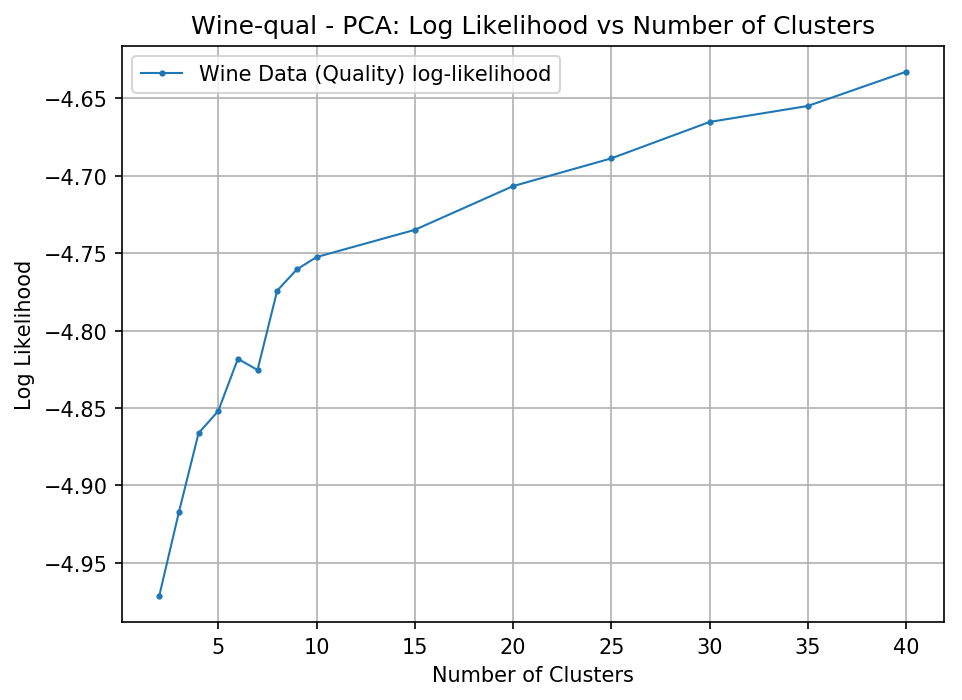 Wine-qual - PCA: Log Likelihood vs Number of Clusters
Wine Data (Quality) log-likelihood
Log Likelihood
−4.65
−4.70
−4.75
−4.80
−4.85
−4.90
−4.95
5 10 15 20 25 30 35 40
Number of Clusters